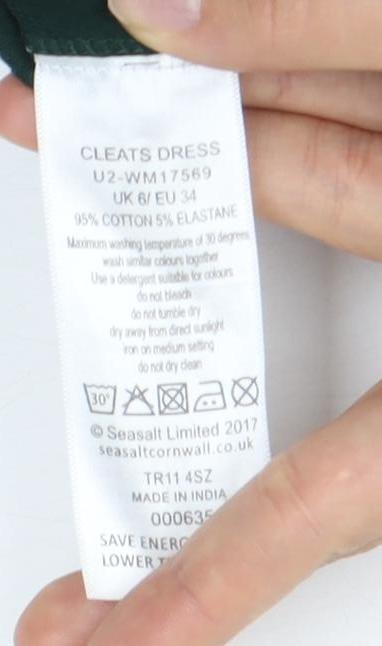 CLEATS DRESS
U2-WM17569
UK 6/ EU 34
95% COTTON 5% ELASTANE
Maximum washing temperature of 30 degrees
wash similar colours together
Use a detergent suitable for colours
do not bleach
do not tumble dry
dry away from direct sunlight
iron on medium setting
do not dry clean
30°
© Seasalt Limited 2017
seasaltcornwall.co.uk
TR11 4SZ
MADE IN INDIA
000635
SAVE ENERG
LOWER T